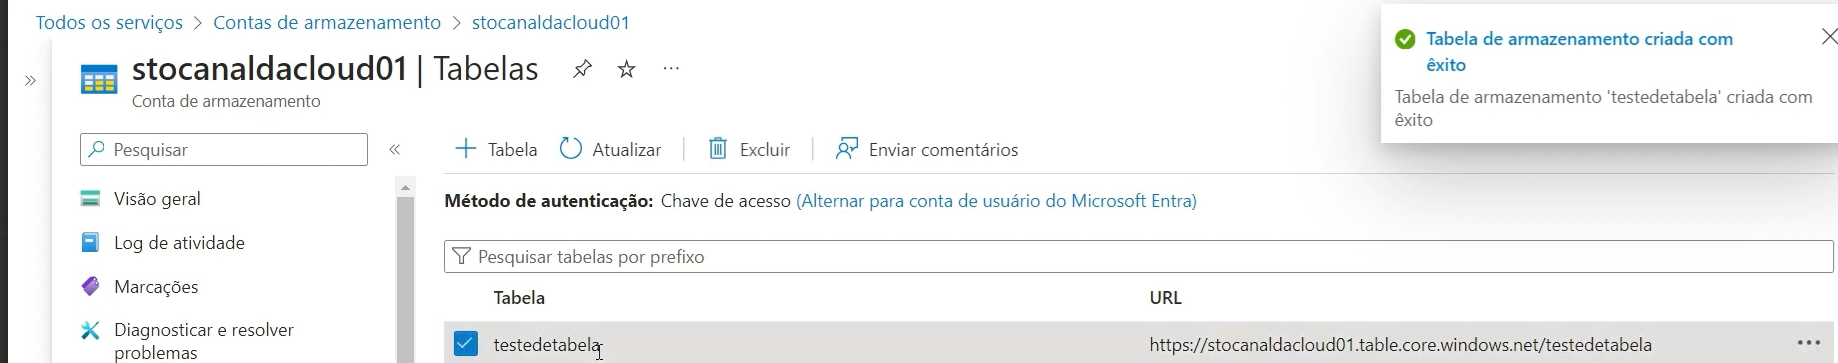 Todos os serviços > Contas de armazenamento > stocanaldacloud01
stocanaldacloud01 | Tabelas
Conta de armazenamento
Tabela de armazenamento criada com
êxito
Tabela de armazenamento 'testedetabela' criada com
êxito
Pesquisar
Visão geral
Log de atividade
Marcações
Diagnosticar e resolver
problemas
Tabela Atualizar Excluir Enviar comentários
Método de autenticação: Chave de acesso (Alternar para conta de usuário do Microsoft Entra)
Pesquisar tabelas por prefixo
Tabela URL
testedetabela https://stocanaldacloud01.table.core.windows.net/testedetabela